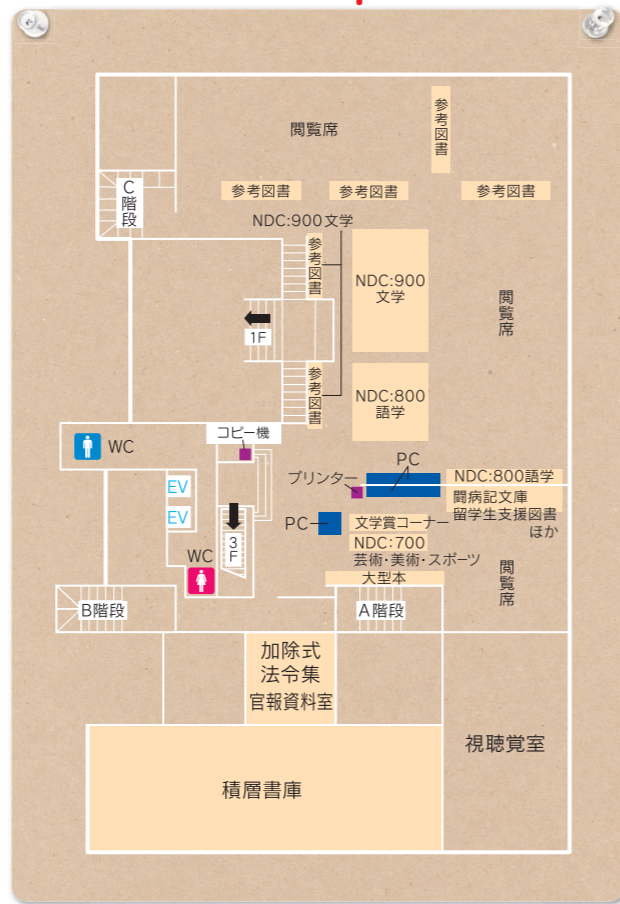 閲覧席
参考図書
C階段
参考図書
参考図書
参考図書
NDC:900文学
参考図書
NDC:900
文学
閲覧席
1F
参考図書
NDC:800
語学
コピー機
WC
PC
プリンター
NDC:800語学
EV
闘病記文庫
留学生支援図書
ほか
EV
PC
文学賞コーナー
3F
NDC:700
芸術・美術・スポーツ
WC
大型本
閲覧席
B階段
A階段
加除式
法令集
官報資料室
視聴覚室
積層書庫